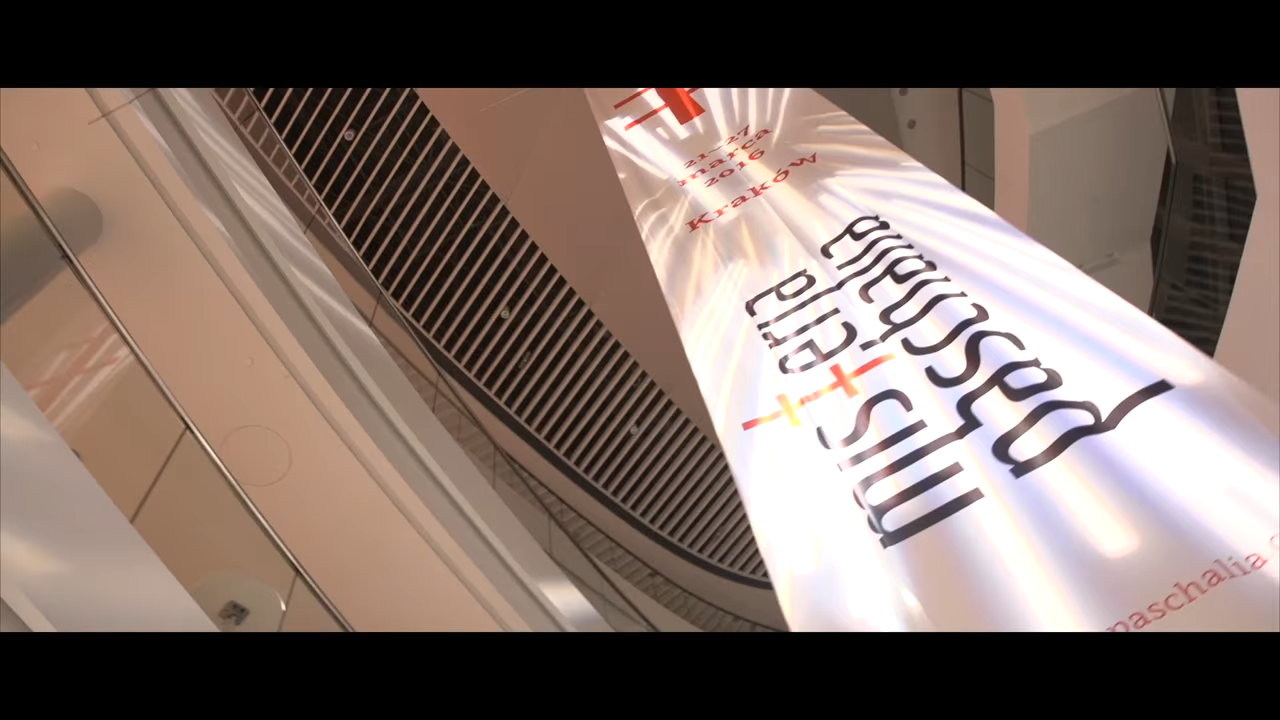 21–27
marca
2016
Kraków
misteria
paschalia
paschalia.